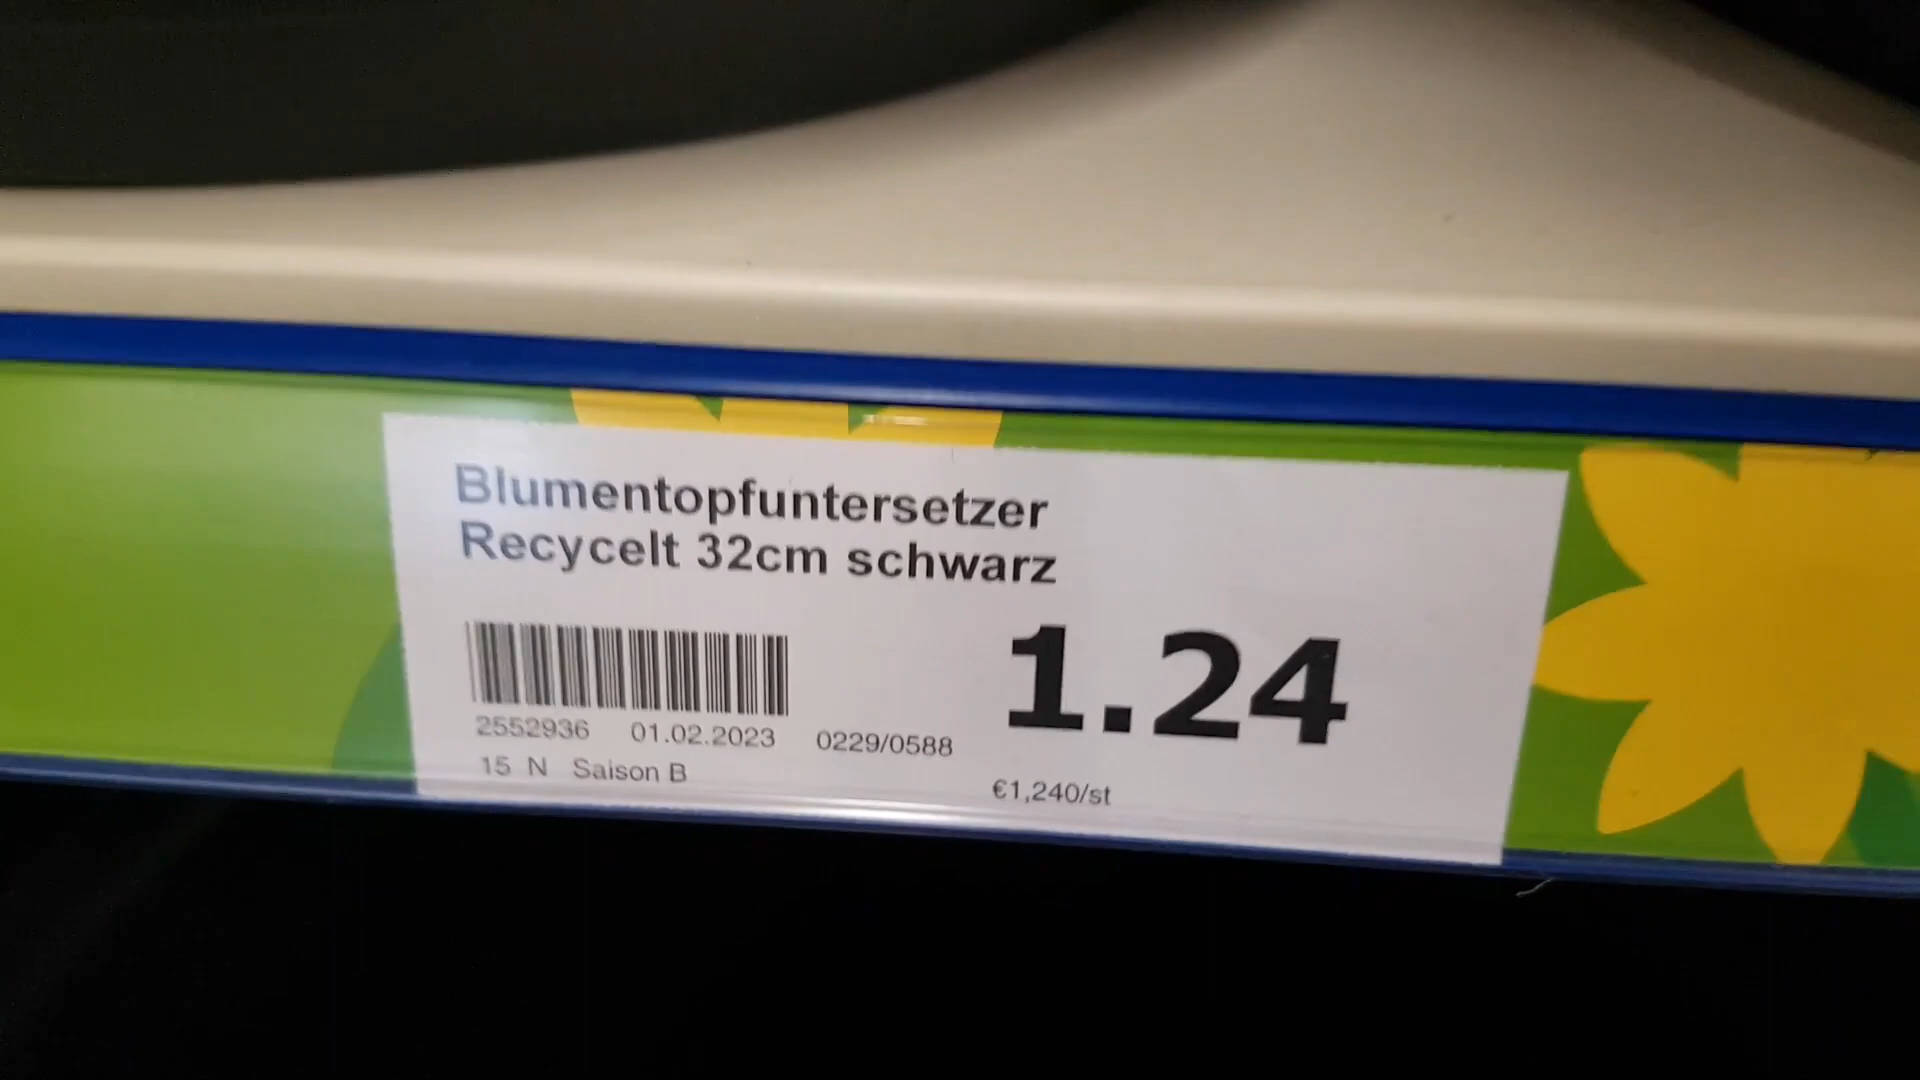 Blumentopfuntersetzer
Recycelt 32cm schwarz
1.24
2552936 01.02.2023 0229/0588
15 N Saison B
€1,240/st